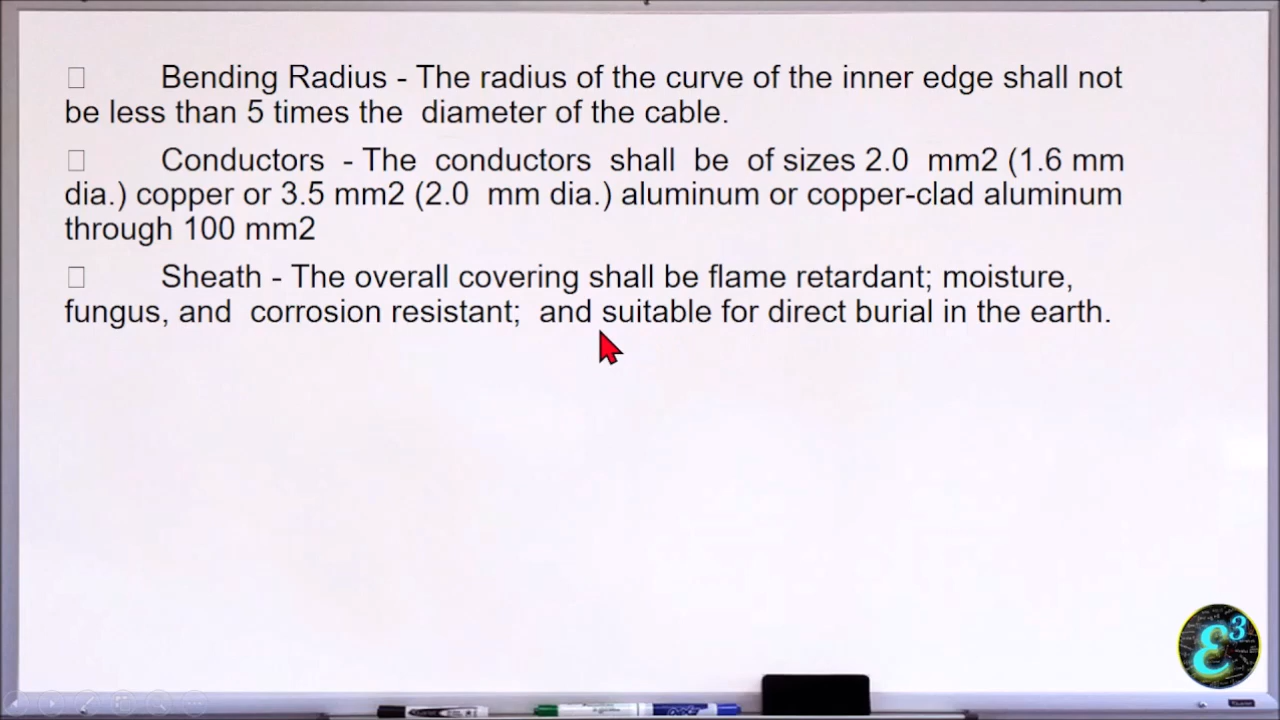 Bending Radius - The radius of the curve of the inner edge shall not
be less than 5 times the diameter of the cable.
Conductors - The conductors shall be of sizes 2.0 mm2 (1.6 mm
dia.) copper or 3.5 mm2 (2.0 mm dia.) aluminum or copper-clad aluminum
through 100 mm2
Sheath - The overall covering shall be flame retardant; moisture,
fungus, and corrosion resistant; and suitable for direct burial in the earth.
ε3